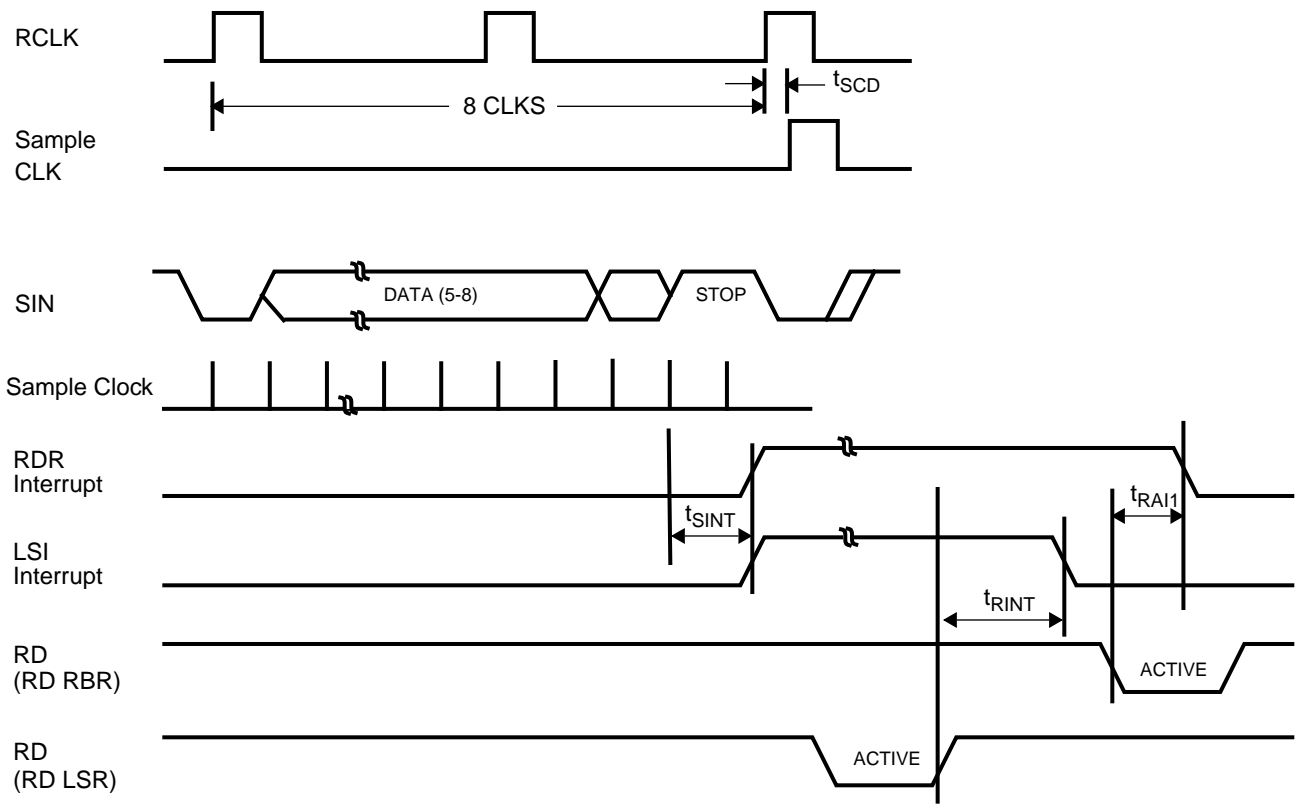 RCLK
tSCD
8 CLKS
Sample
CLK
SIN
DATA (5-8)
STOP
Sample Clock
RDR
Interrupt
tRAI1
tSINT
LSI
Interrupt
tRINT
RD
(RD RBR)
ACTIVE
RD
(RD LSR)
ACTIVE